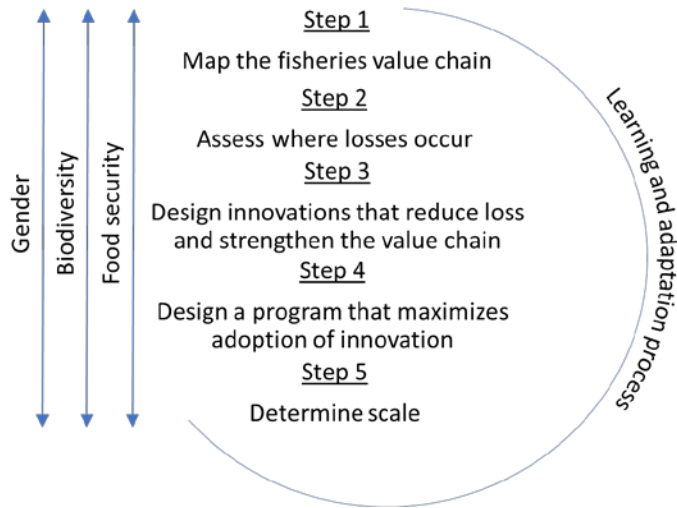 Step 1
Map the fisheries value chain
Step 2
Assess where losses occur
Step 3
Design innovations that reduce loss
and strengthen the value chain
Step 4
Design a program that maximizes
adoption of innovation
Step 5
Determine scale
Gender
Biodiversity
Food security
Learning and adaptation process